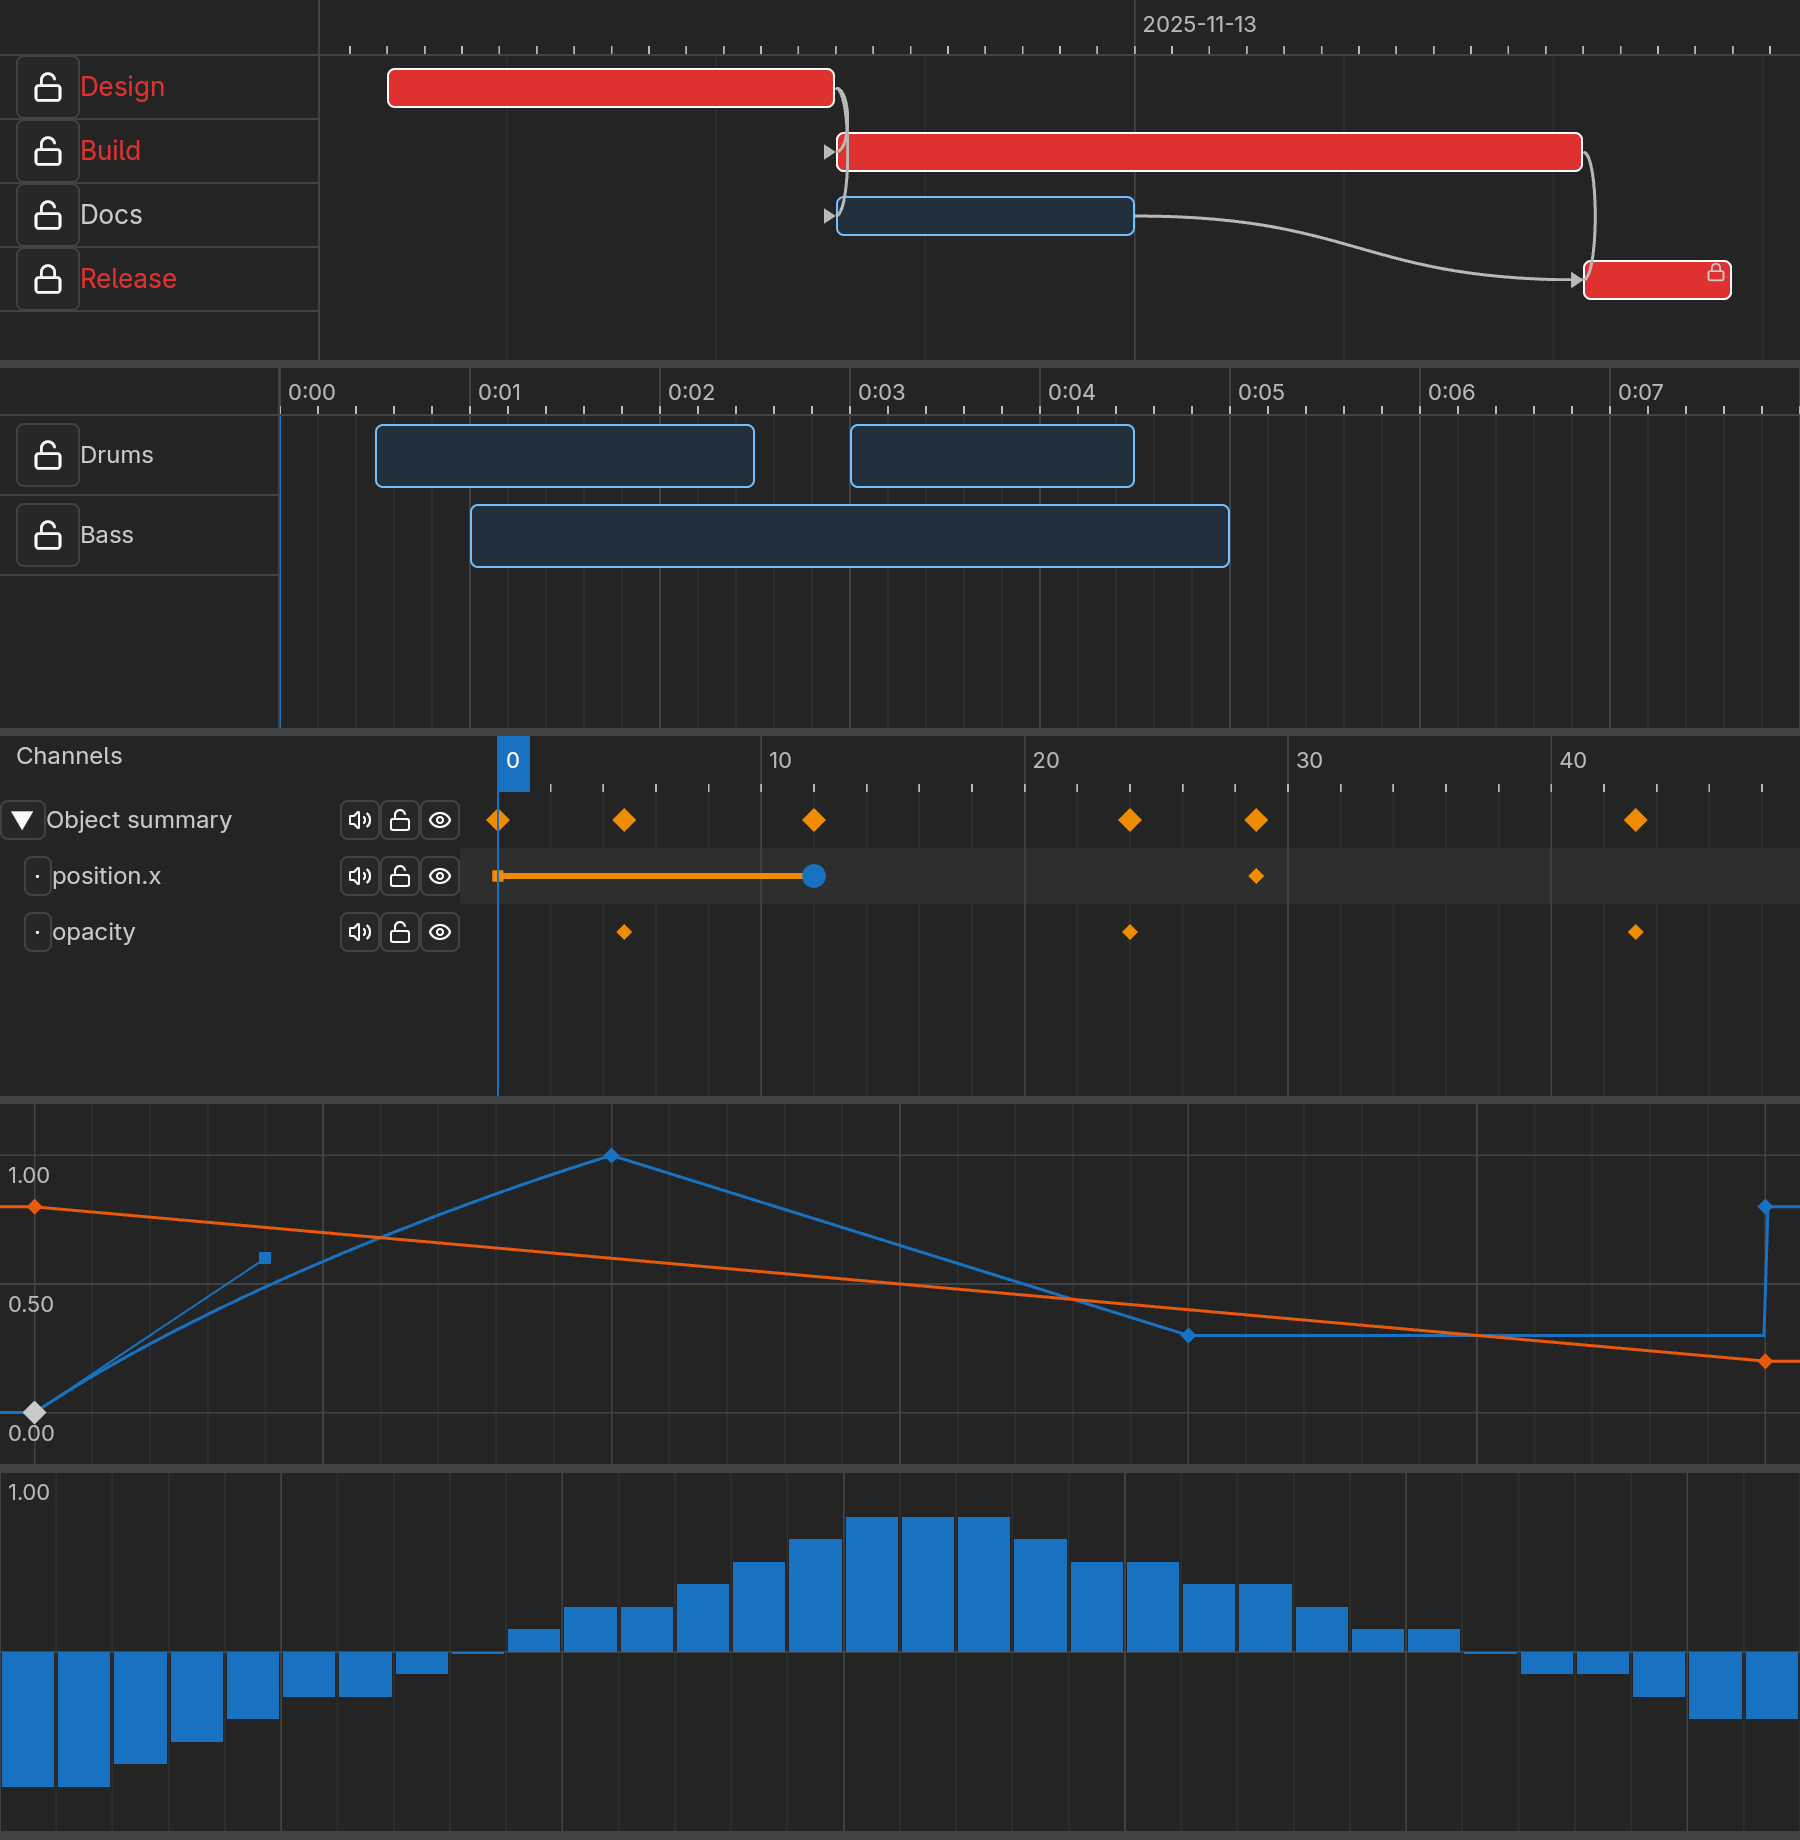 2025-11-13
Design
Build
Docs
Release
0:00 0:01 0:02 0:03 0:04 0:05 0:06 0:07
Drums
Bass
Channels 0 10 20 30 40
Object summary
position.x
opacity
1.00
0.50
0.00
1.00